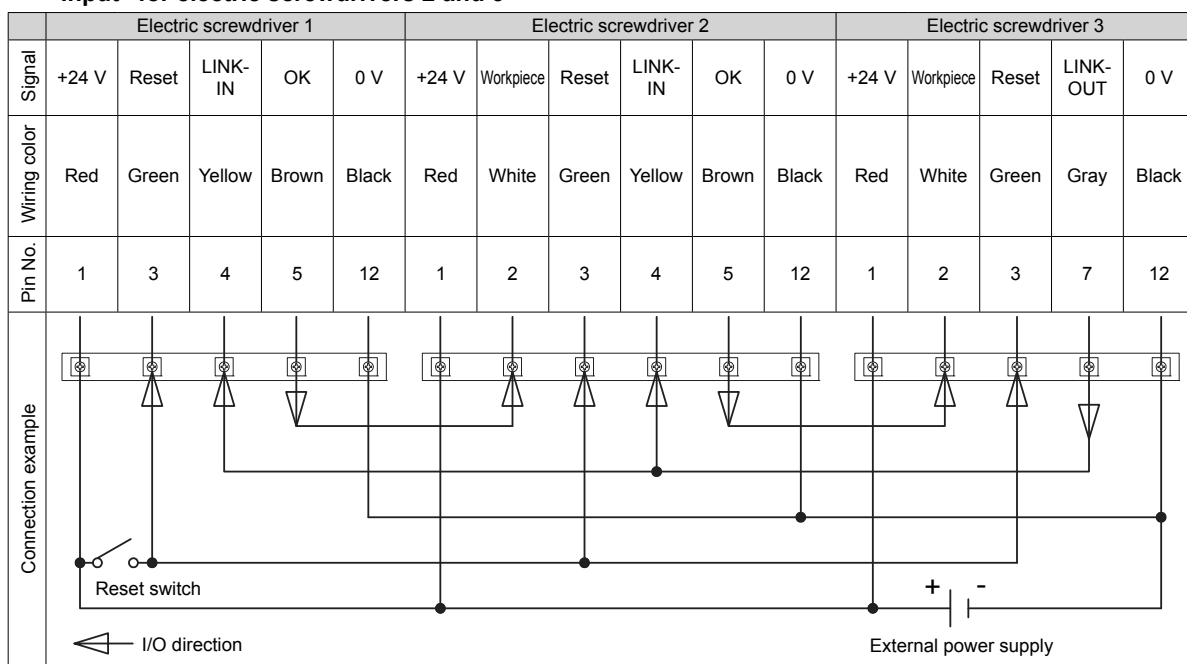 input" for electric screwdrivers 2 and 3
Electric screwdriver 1 Electric screwdriver 2 Electric screwdriver 3
Signal +24 V Reset LINK-IN OK 0 V +24 V Workpiece Reset LINK-IN OK 0 V +24 V Workpiece Reset LINK-OUT 0 V
Wiring color Red Green Yellow Brown Black Red White Green Yellow Brown Black Red White Green Gray Black
Pin No. 1 3 4 5 12 1 2 3 4 5 12 1 2 3 7 12
Connection example
Reset switch
+ -
I/O direction
External power supply